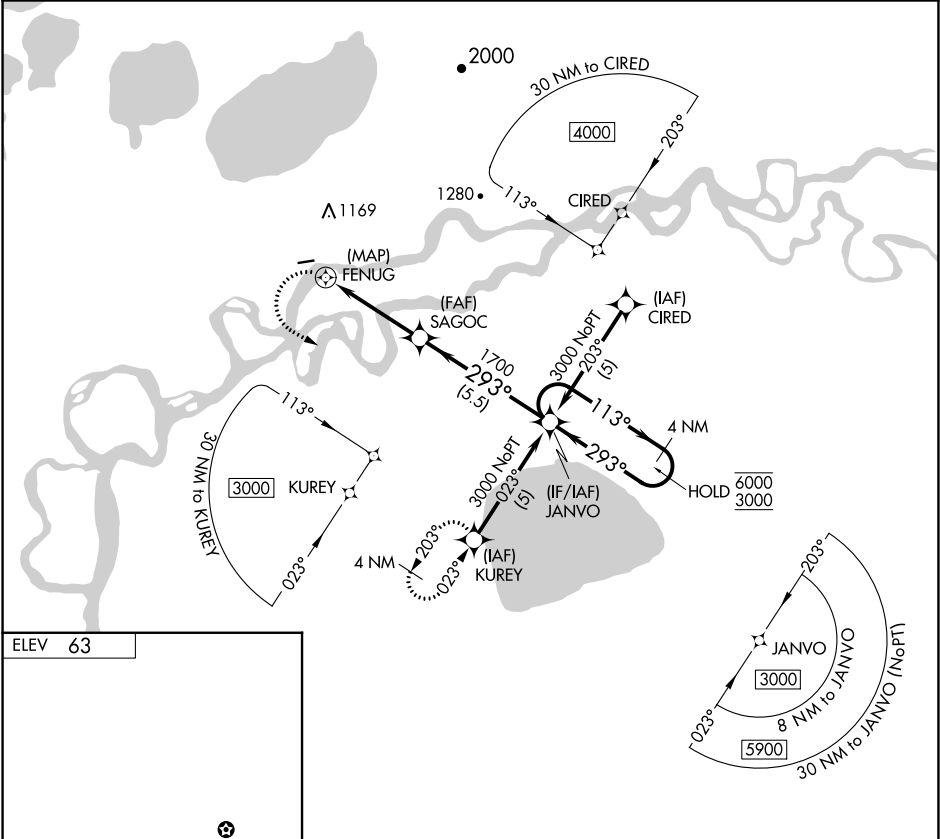 2000
30 NM to CIRED
4000
203°
113°
CIRED
1280
1169
(MAP)
FENUG
(FAF)
SAGOC
(IAF)
CIRED
3000 NoPT
203°
(5)
1700
293°
(5.5)
113°
4 NM
293°
HOLD 6000
3000
(IF/IAF)
JANVO
3000 NoPT
023°
(5)
(IAF)
KUREY
203°
023°
4 NM
113°
30 NM to KUREY
3000
KUREY
023°
203°
JANVO
3000
8 NM to JANVO
023°
5900
30 NM to JANVO (NoPT)
ELEV 63